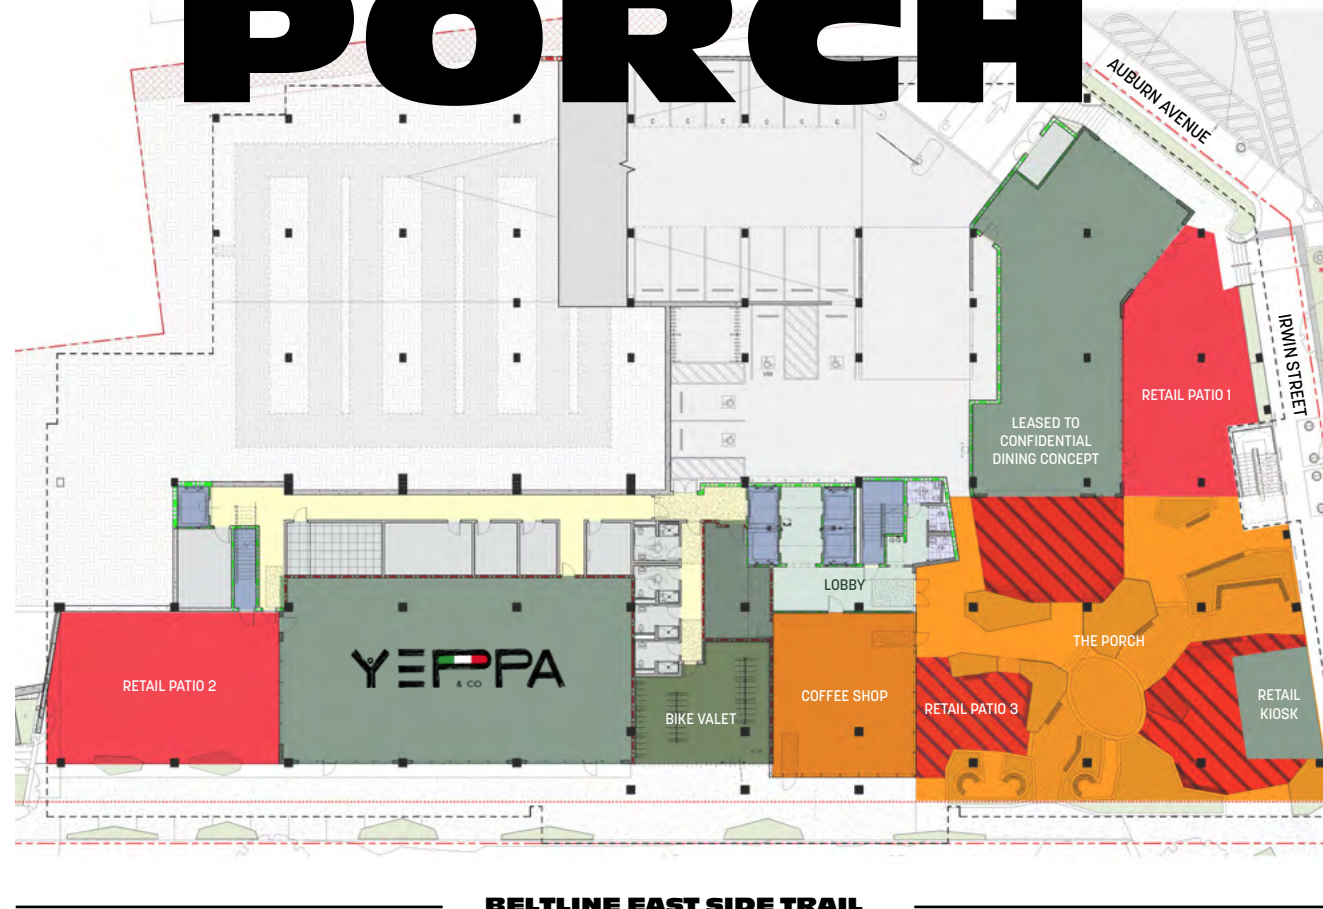 PORCH
AUBURN AVENUE
IRWIN STREET
RETAIL PATIO 1
LEASED TO
CONFIDENTIAL
DINING CONCEPT
LOBBY
THE PORCH
RETAIL PATIO 2
YEPPA
& CO
BIKE VALET
COFFEE SHOP
RETAIL PATIO 3
RETAIL
KIOSK
BELTLINE EAST SIDE TRAIL